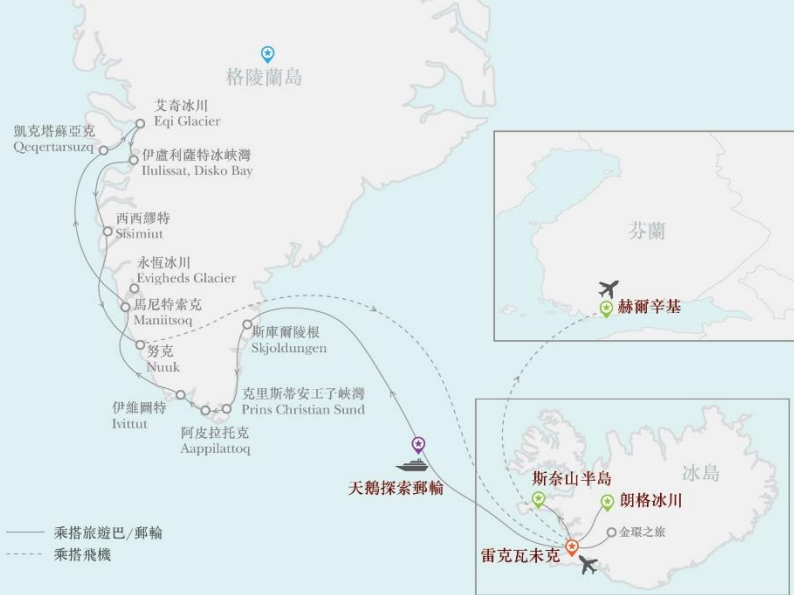 格陵蘭島
艾奇冰川
Eqi Glacier
凱克塔蘇亞克
Qeqertarsuzq
伊盧利薩特冰峽灣
Ilulissat, Disko Bay
西西繆特
Sisimiut
永恆冰川
Evigheds Glacier
馬尼特索克
Maniitsoq
努克
Nuuk
斯庫爾陵根
Skjoldungen
克里斯蒂安王子峽灣
Prins Christian Sund
伊維圖特
Ivittut
阿皮拉托克
Aappilattoq
天鵝探索郵輪
芬蘭
赫爾辛基
冰島
斯奈山半島
朗格冰川
金環之旅
雷克瓦未克
乘搭旅遊巴/郵輪
乘搭飛機